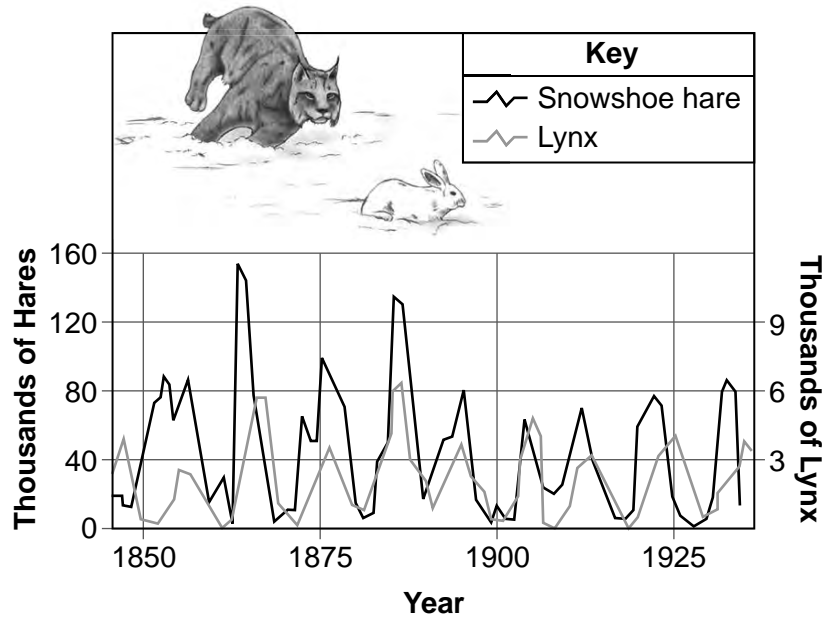 Key
Snowshoe hare
Lynx
Thousands of Hares
160
120
80
40
0
9
6
3
Thousands of Lynx
1850 1875 1900 1925
Year